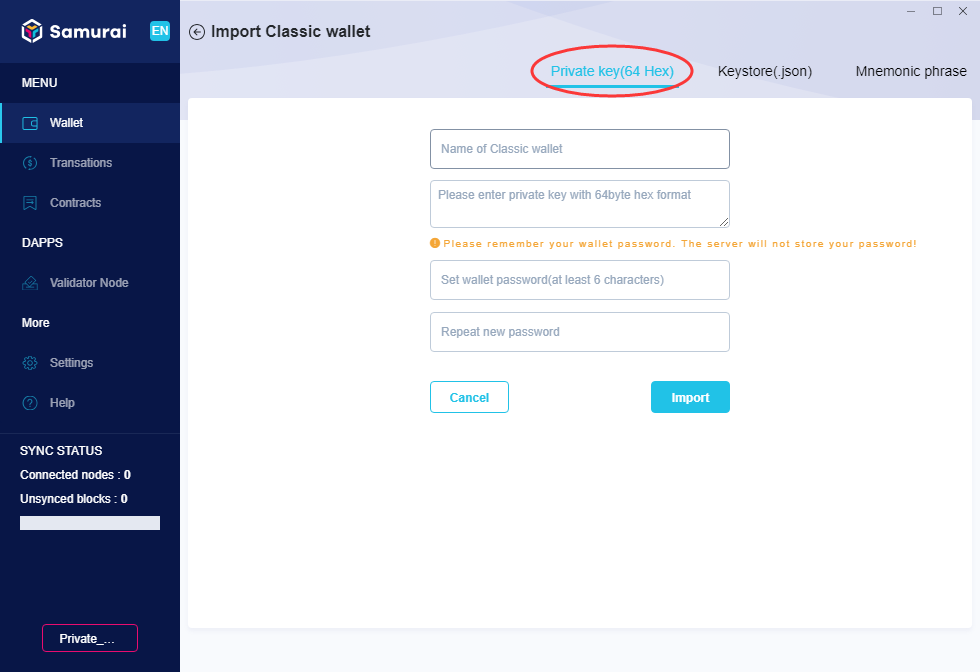 Samurai
EN
MENU
Wallet
Transations
Contracts
DAPPS
Validator Node
More
Settings
Help
SYNC STATUS
Connected nodes : 0
Unsynced blocks : 0
Private_...
Import Classic wallet
Private key(64 Hex)
Keystore(.json)
Mnemonic phrase
Name of Classic wallet
Please enter private key with 64byte hex format
Please remember your wallet password. The server will not store your password!
Set wallet password(at least 6 characters)
Repeat new password
Cancel
Import